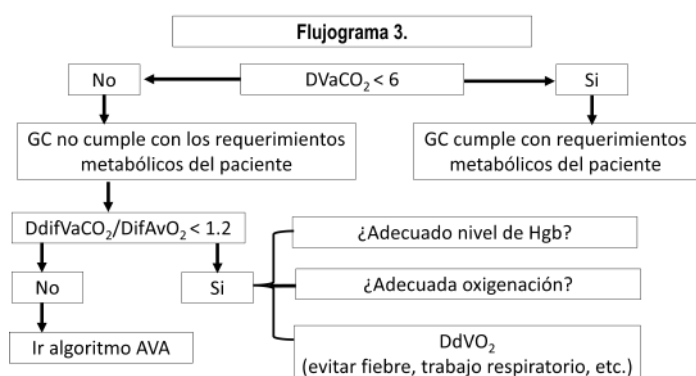 Flujograma 3.
No
DVaCO₂ < 6
Si
GC no cumple con los requerimientos
metabólicos del paciente
GC cumple con requerimientos
metabólicos del paciente
DdifVaCO₂/DifAvO₂ < 1.2
¿Adecuado nivel de Hgb?
No
Si
¿Adecuada oxigenación?
Ir algoritmo AVA
DdVO₂
(evitar fiebre, trabajo respiratorio, etc.)